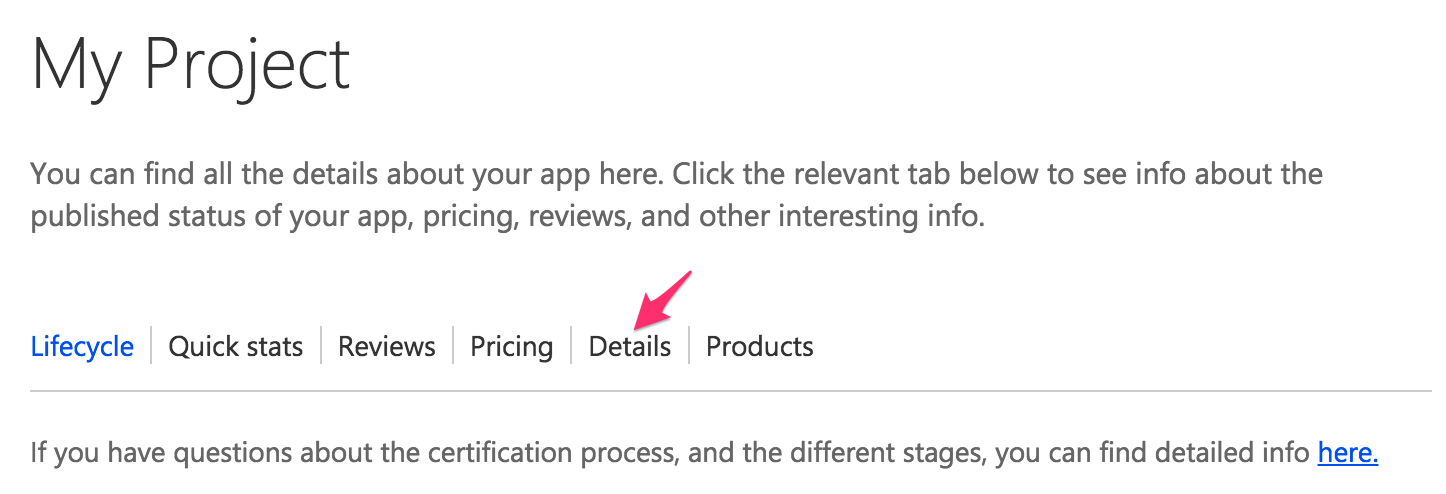 My Project
You can find all the details about your app here. Click the relevant tab below to see info about the
published status of your app, pricing, reviews, and other interesting info.
Lifecycle Quick stats Reviews Pricing Details Products
If you have questions about the certification process, and the different stages, you can find detailed info here.